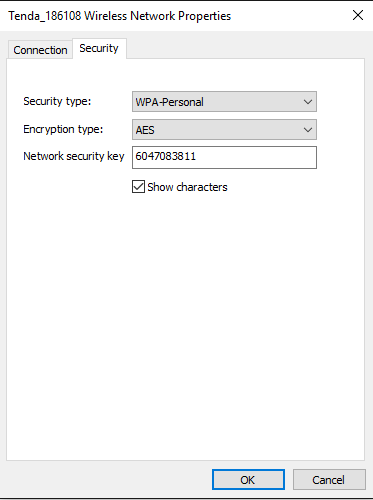 Tenda_186108 Wireless Network Properties
Connection
Security
Security type:
WPA-Personal
Encryption type:
AES
Network security key
6047083811
Show characters
OK
Cancel